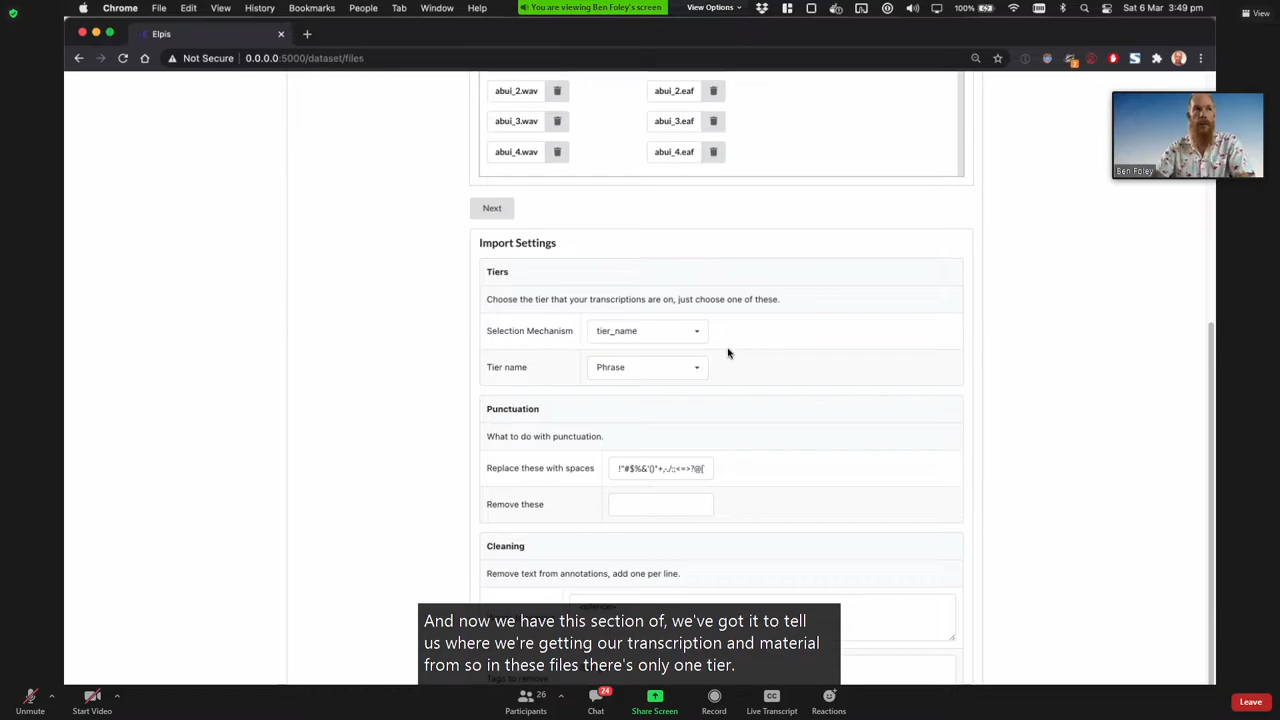 Chrome File Edit View History Bookmarks People Tab Window Help
You are viewing Ben Foley's screen
View Options
100%
Sat 6 Mar 3:49 pm
View
Elpis
Not Secure 0.0.0.0:5000/dataset/files
abui_2.wav abui_2.eaf
abui_3.wav abui_3.eaf
abui_4.wav abui_4.eaf
Ben Foley
Next
Import Settings
Tiers
Choose the tier that your transcriptions are on, just choose one of these.
Selection Mechanism tier_name
Tier name Phrase
Punctuation
What to do with punctuation.
Replace these with spaces
Remove these
Cleaning
Remove text from annotations, add one per line.
And now we have this section of, we've got it to tell
us where we're getting our transcription and material
from so in these files there's only one tier.
Tags to remove
Unmute Start Video Participants 26 Chat 24 Share Screen Record Live Transcript Reactions Leave